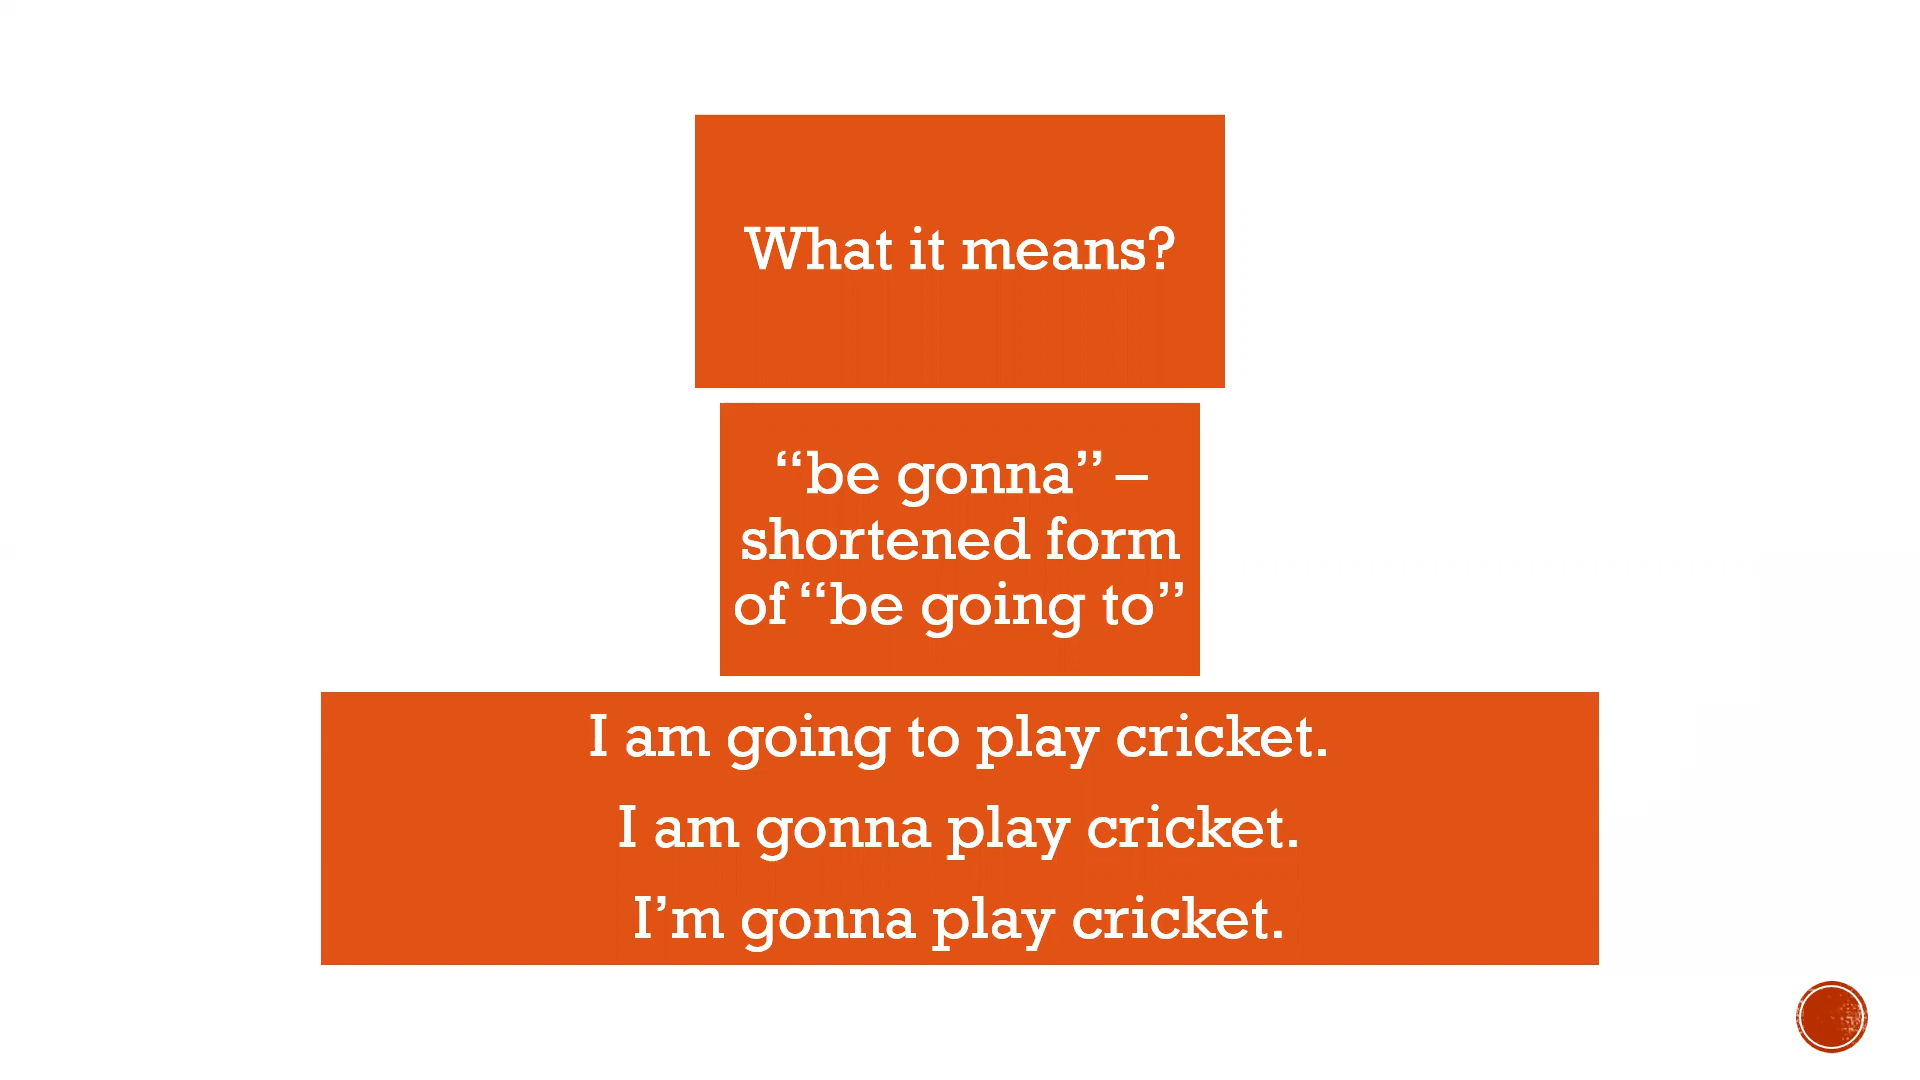 What it means?
“be gonna” –
shortened form
of “be going to”
I am going to play cricket.
I am gonna play cricket.
I’m gonna play cricket.